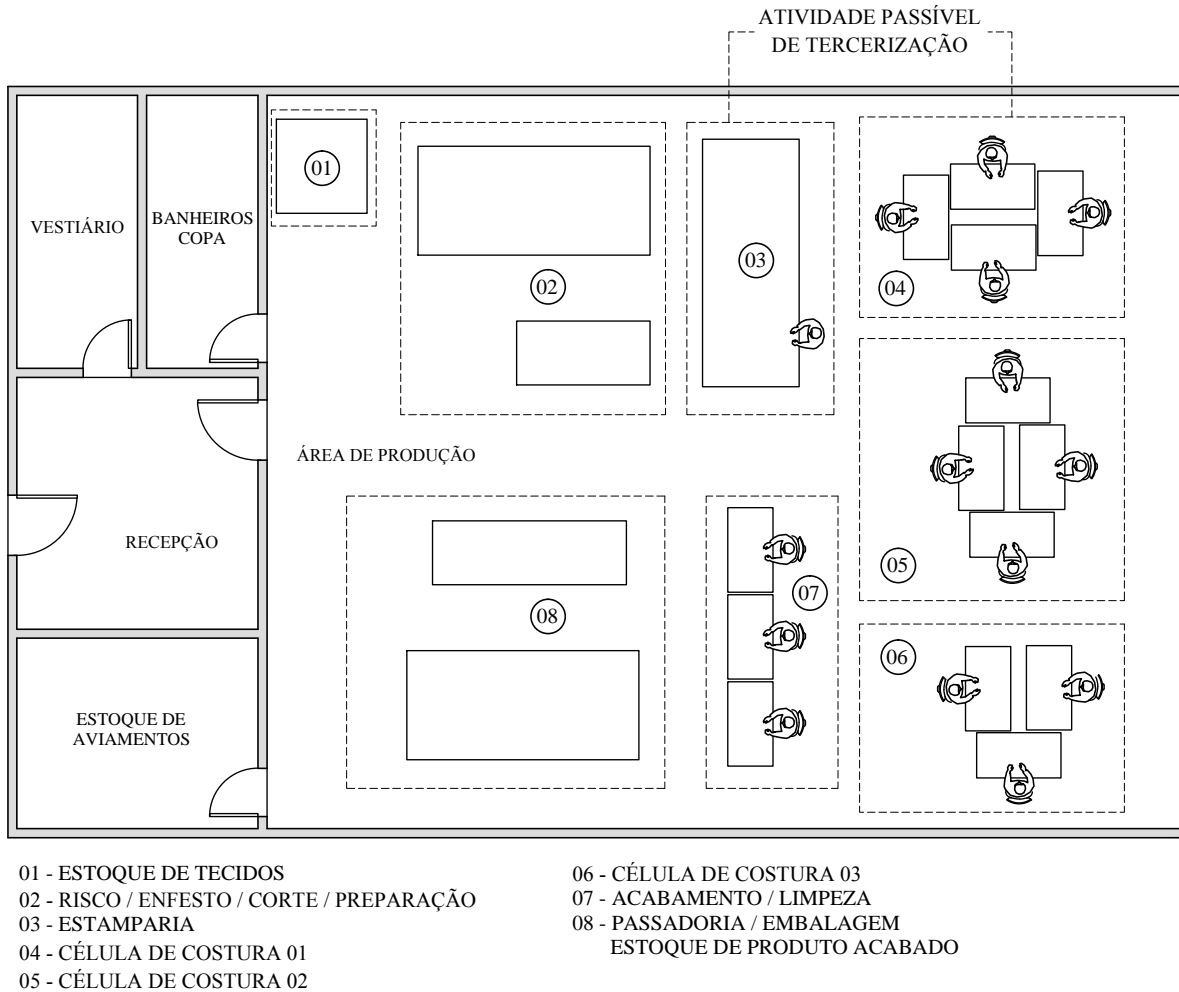 ATIVIDADE PASSÍVEL
DE TERCERIZAÇÃO
01
VESTIÁRIO
BANHEIROS
COPA
02
03
04
ÁREA DE PRODUÇÃO
RECEPÇÃO
05
07
08
06
ESTOQUE DE
AVIAMENTOS
01 - ESTOQUE DE TECIDOS
02 - RISCO / ENFESTO / CORTE / PREPARAÇÃO
03 - ESTAMPARIA
04 - CÉLULA DE COSTURA 01
05 - CÉLULA DE COSTURA 02
06 - CÉLULA DE COSTURA 03
07 - ACABAMENTO / LIMPEZA
08 - PASSADORIA / EMBALAGEM
ESTOQUE DE PRODUTO ACABADO